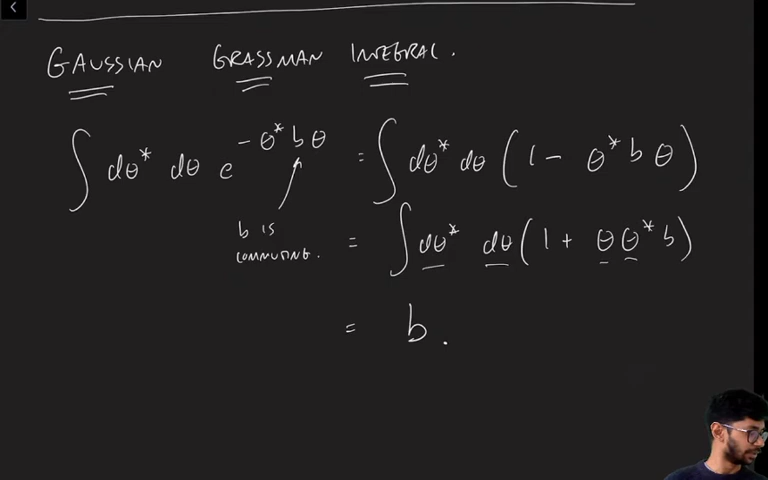 GAUSSIAN GRASSMAN INTEGRAL.
∫ dθ* dθ e^{-θ* b θ} = ∫ dθ* dθ (1 - θ* b θ)
b is commuting. = ∫ dθ* dθ (1 + θ θ* b)
= b.